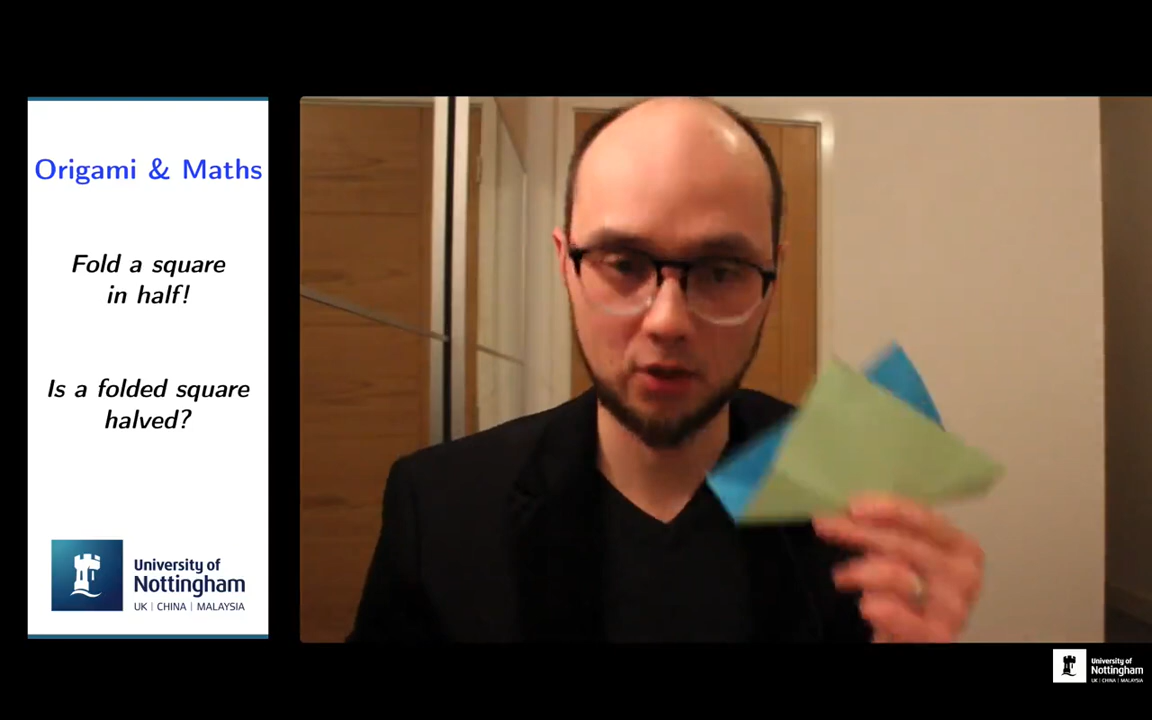 Origami & Maths
Fold a square
in half!
Is a folded square
halved?
University of
Nottingham
UK | CHINA | MALAYSIA
University of
Nottingham
UK | CHINA | MALAYSIA